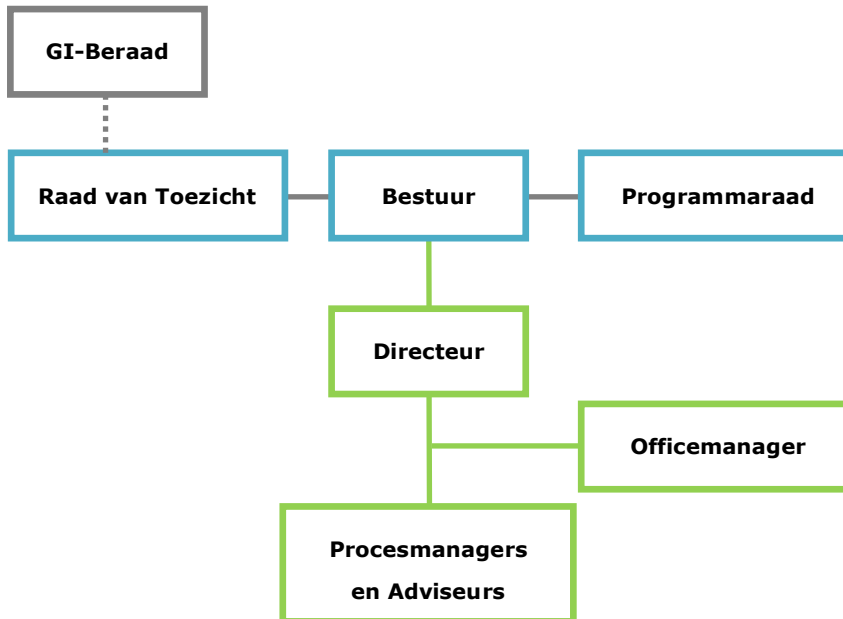 GI-Beraad
Raad van Toezicht
Bestuur
Programmaraad
Directeur
Officemanager
Procesmanagers
en Adviseurs